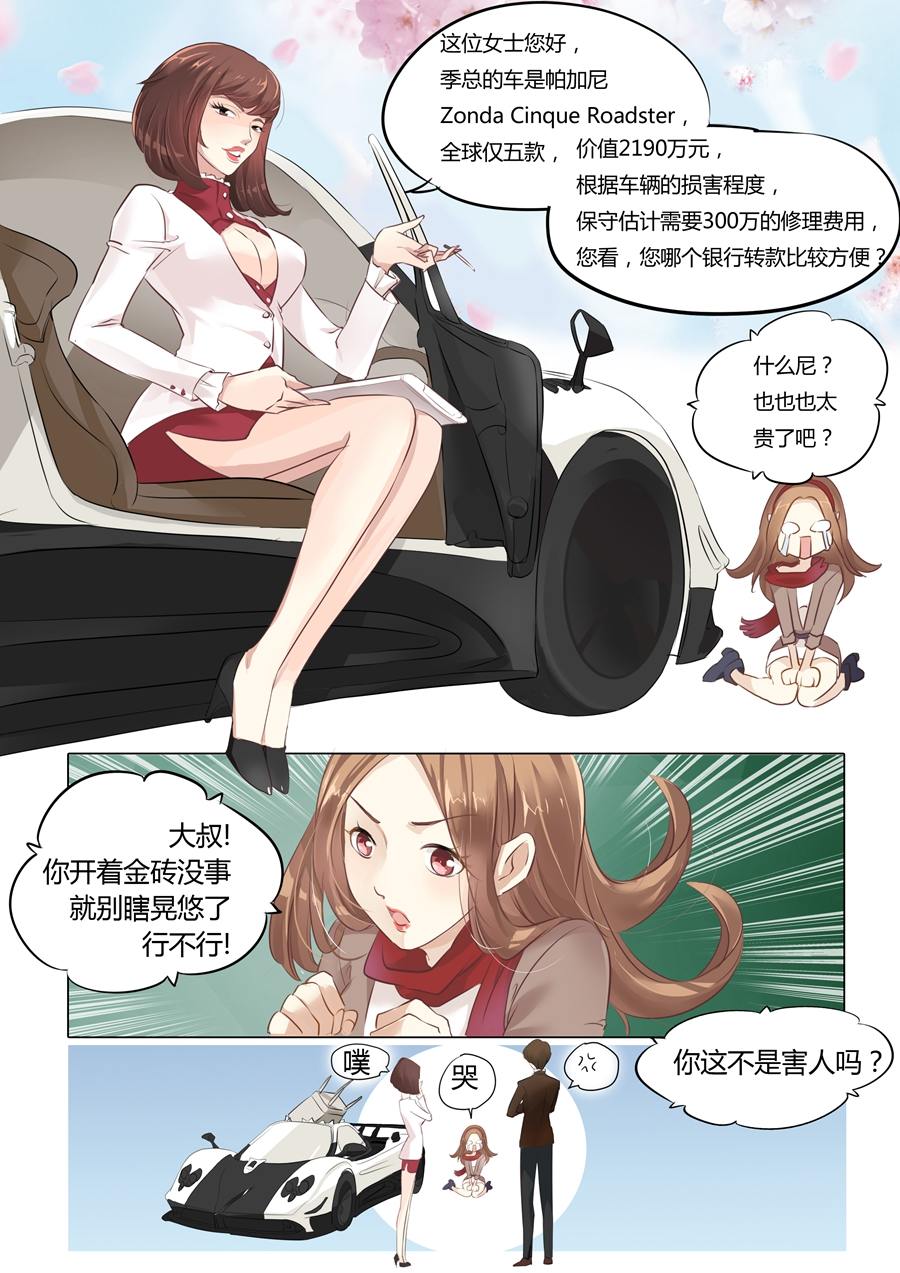 这位女士您好，
季总的车是帕加尼
Zonda Cinque Roadster，
全球仅五款，
价值2190万元，
根据车辆的损害程度，
保守估计需要300万的修理费用，
您看，您哪个银行转款比较方便？
什么尼？
也也也太
贵了吧？
大叔!
你开着金砖没事
就别瞎晃悠了
行不行!
你这不是害人吗？
噗
哭